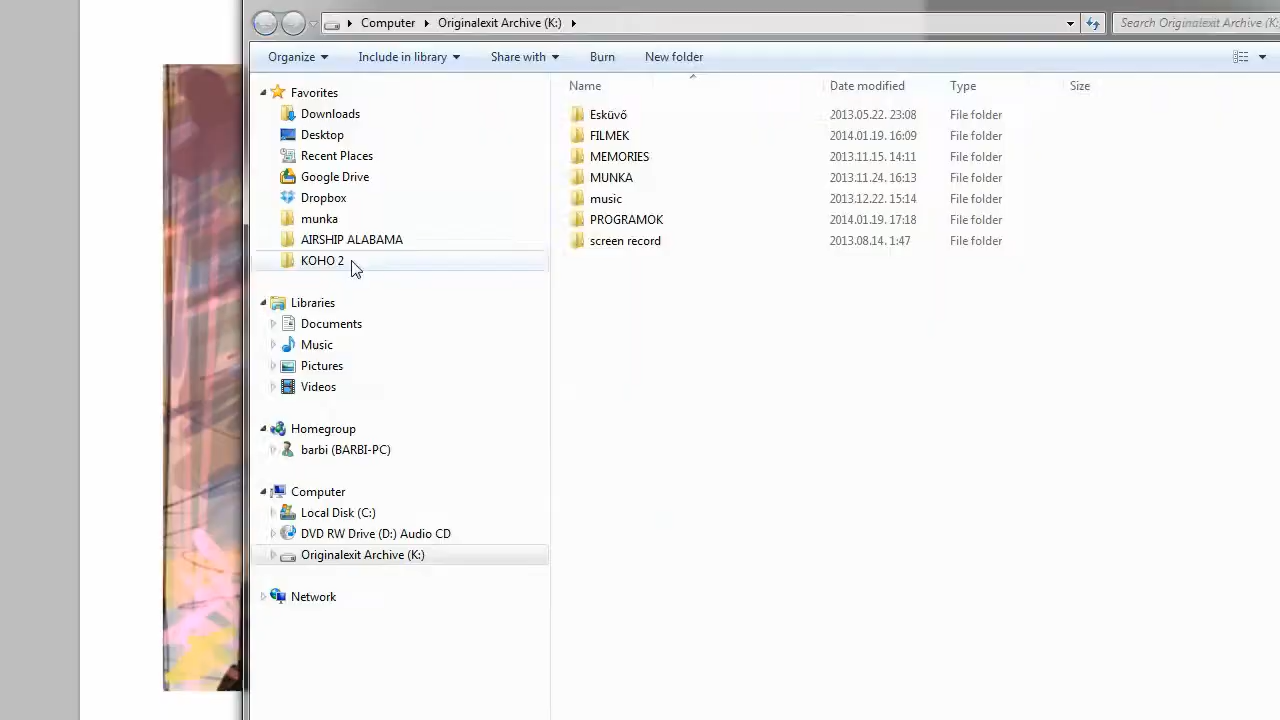 Computer Originalexit Archive (K:) Search Originalexit Archive (K:
Organize Include in library Share with Burn New folder
Name Date modified Type Size
Favorites
Downloads
Desktop
Recent Places
Google Drive
Dropbox
munka
AIRSHIP ALABAMA
KOHO 2
Libraries
Documents
Music
Pictures
Videos
Homegroup
barbi (BARBI-PC)
Computer
Local Disk (C:)
DVD RW Drive (D:) Audio CD
Originalexit Archive (K:)
Network
Esküvő 2013.05.22. 23:08 File folder
FILMEK 2014.01.19. 16:09 File folder
MEMORIES 2013.11.15. 14:11 File folder
MUNKA 2013.11.24. 16:13 File folder
music 2013.12.22. 15:14 File folder
PROGRAMOK 2014.01.19. 17:18 File folder
screen record 2013.08.14. 1:47 File folder